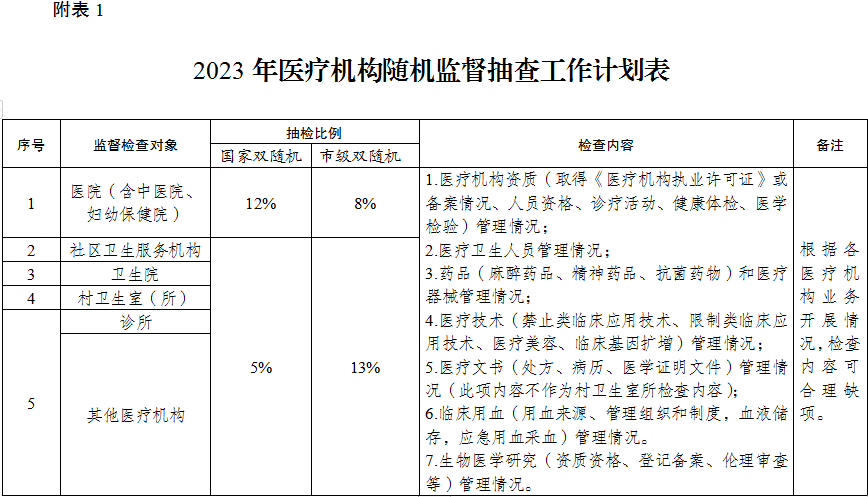 附表 1
2023 年医疗机构随机监督抽查工作计划表
序号
监督检查对象
抽检比例
国家双随机
市级双随机
检查内容
备注
1
医院（含中医院、
妇幼保健院）
12%
8%
2
社区卫生服务机构
3
卫生院
4
村卫生室（所）
5
诊所
其他医疗机构
5%
13%
1.医疗机构资质（取得《医疗机构执业许可证》或
备案情况、人员资格、诊疗活动、健康体检、医学
检验）管理情况；
2.医疗卫生人员管理情况；
3.药品（麻醉药品、精神药品、抗菌药物）和医疗
器械管理情况；
4.医疗技术（禁止类临床应用技术、限制类临床应
用技术、医疗美容、临床基因扩增）管理情况；
5.医疗文书（处方、病历、医学证明文件）管理情
况（此项内容不作为村卫生室所检查内容）；
6.临床用血（用血来源、管理组织和制度，血液储
存，应急用血采血）管理情况。
7.生物医学研究（资质资格、登记备案、伦理审查
等）管理情况。
根据各
医疗机
构业务
开展情
况，检查
内容可
合理缺
项。